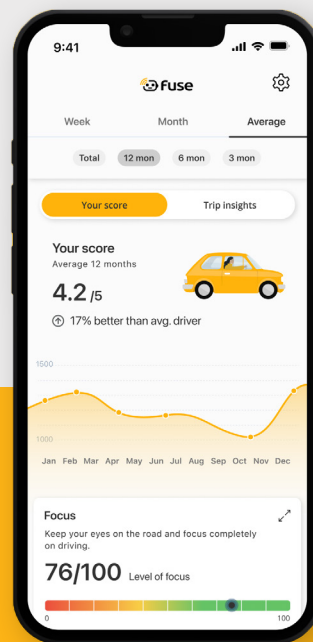 9:41
fuse
Week Month Average
Total 12 mon 6 mon 3 mon
Your score Trip insights
Your score
Average 12 months
4.2 /5
17% better than avg. driver
1500
1000
Jan Feb Mar Apr May Jun Jul Aug Sep Oct Nov Dec
Focus
Keep your eyes on the road and focus completely
on driving.
76/100 Level of focus
0 100